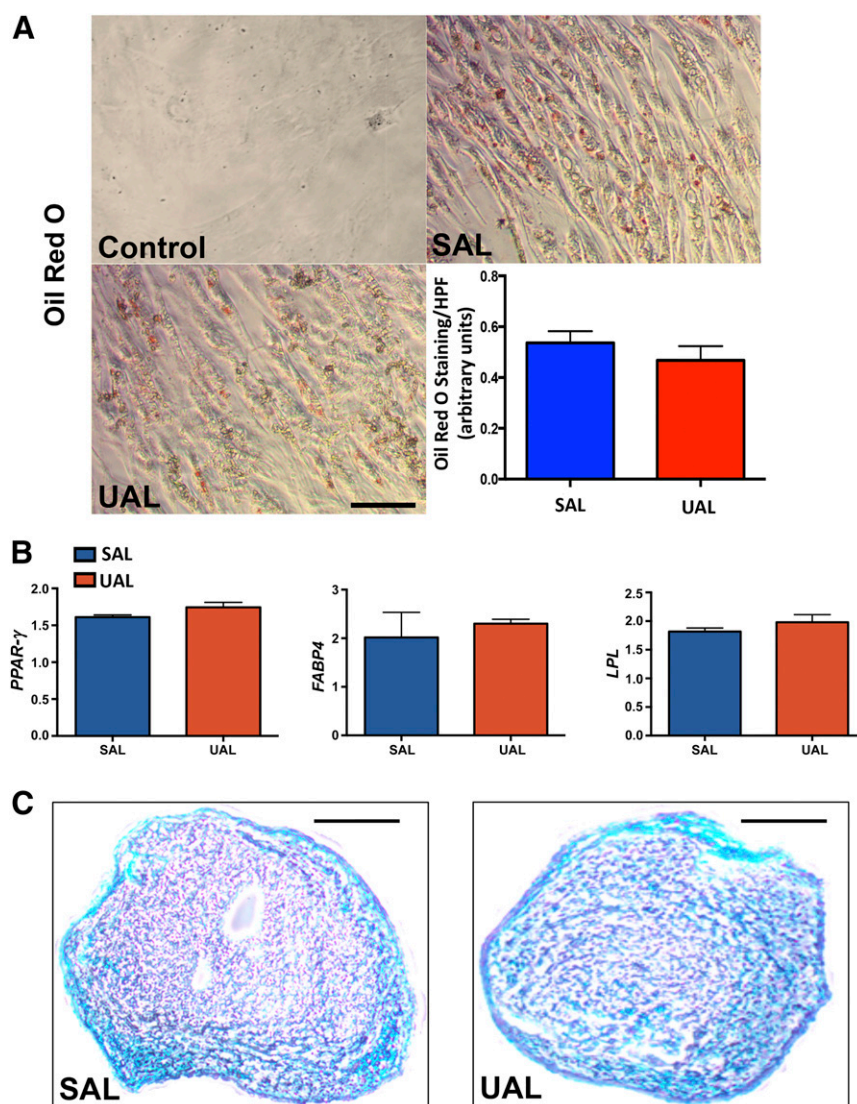 A
Oil Red O
Control
SAL
UAL
Oil Red O Staining/HPF
(arbitrary units)
0.8
0.6
0.4
0.2
0.0
SAL
UAL
B
SAL
UAL
PPAR-γ
2.0
1.5
1.0
0.5
0.0
SAL
UAL
FABP4
3
2
1
0
SAL
UAL
LPL
2.5
2.0
1.5
1.0
0.5
0.0
SAL
UAL
C
SAL
UAL